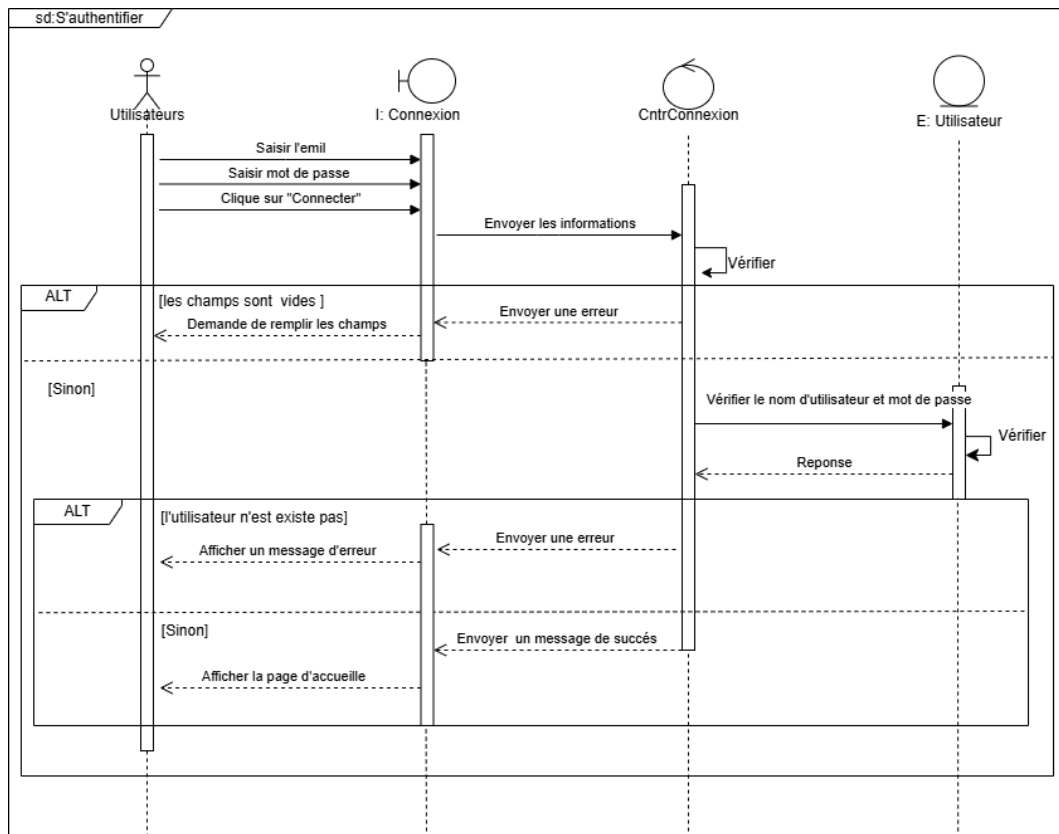 sd:S'authentifier
Utilisateurs
I: Connexion
CntrConnexion
E: Utilisateur
Saisir l'emil
Saisir mot de passe
Clique sur "Connecter"
Envoyer les informations
Vérifier
ALT
[les champs sont vides ]
Envoyer une erreur
Demande de remplir les champs
[Sinon]
Vérifier le nom d'utilisateur et mot de passe
Vérifier
Reponse
ALT
[l'utilisateur n'est existe pas]
Envoyer une erreur
Afficher un message d'erreur
[Sinon]
Envoyer un message de succés
Afficher la page d'accueille